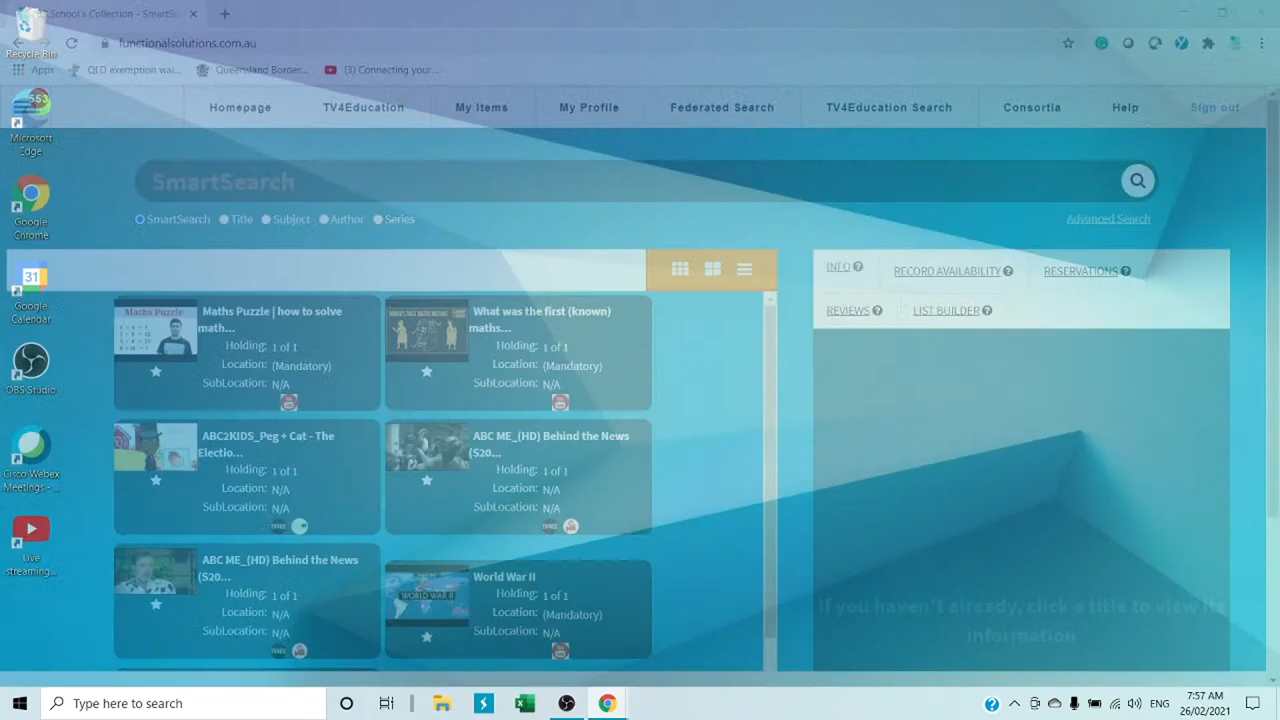 School's Collection - SmartSe
Recycle Bin
functionalsolutions.com.au
Apps
QLD exemption wai...
Queensland Border...
(3) Connecting your...
Homepage
TV4Education
My Items
My Profile
Federated Search
TV4Education Search
Consortia
Help
Sign out
553
Microsoft
Edge
SmartSearch
SmartSearch
Title
Subject
Author
Series
Advanced Search
Google
Chrome
31
Google
Calendar
OBS Studio
Cisco Webex
Meetings - ...
Live
streaming...
INFO
RECORD AVAILABILITY
RESERVATIONS
REVIEWS
LIST BUILDER
Maths Puzzle
Maths Puzzle | how to solve
math...
Holding: 1 of 1
Location: (Mandatory)
SubLocation: N/A
What was the first (known)
maths...
Holding: 1 of 1
Location: (Mandatory)
SubLocation: N/A
ABC2KIDS_Peg + Cat - The
Electio...
Holding: 1 of 1
Location: N/A
SubLocation: N/A
ABC ME_(HD) Behind the News
(S20...
Holding: 1 of 1
Location: N/A
SubLocation: N/A
ABC ME_(HD) Behind the News
(S20...
Holding: 1 of 1
Location: N/A
SubLocation: N/A
WORLD WAR II
World War II
Holding: 1 of 1
Location: (Mandatory)
SubLocation: N/A
If you haven't already, click a title to view its
information
Type here to search
ENG
7:57 AM
26/02/2021